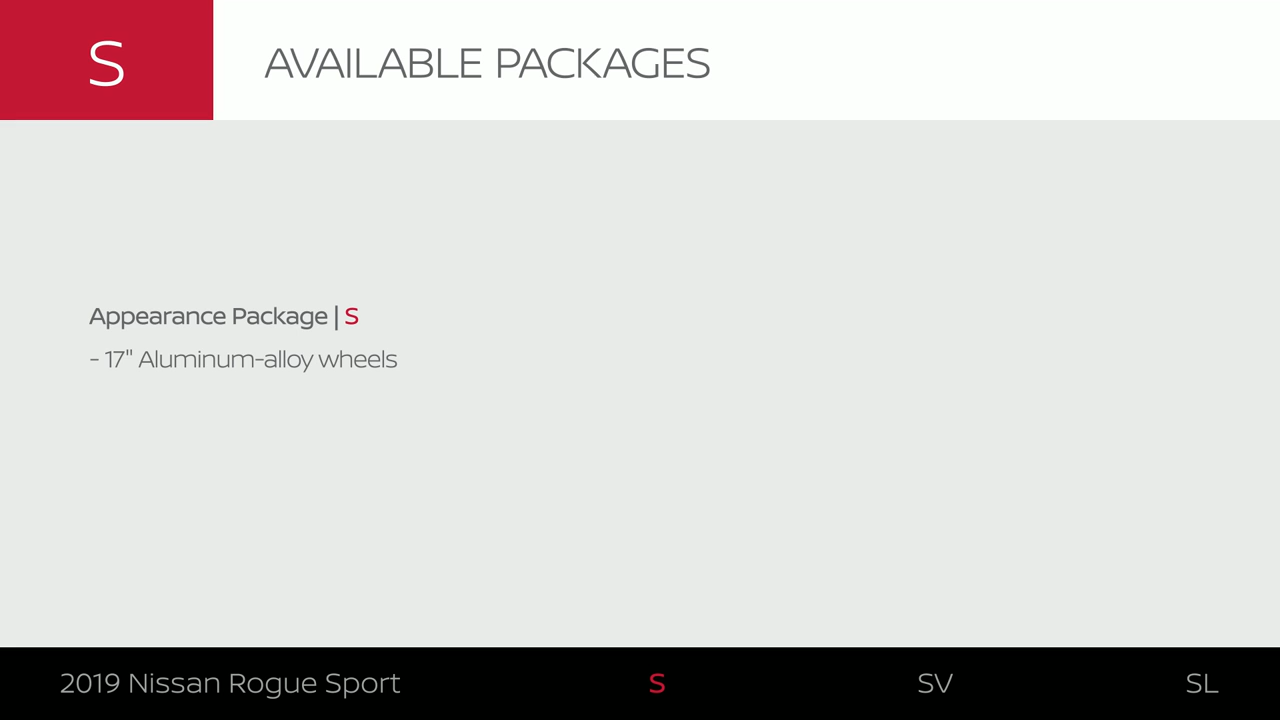 S
AVAILABLE PACKAGES
Appearance Package | S
- 17" Aluminum-alloy wheels
2019 Nissan Rogue Sport S SV SL